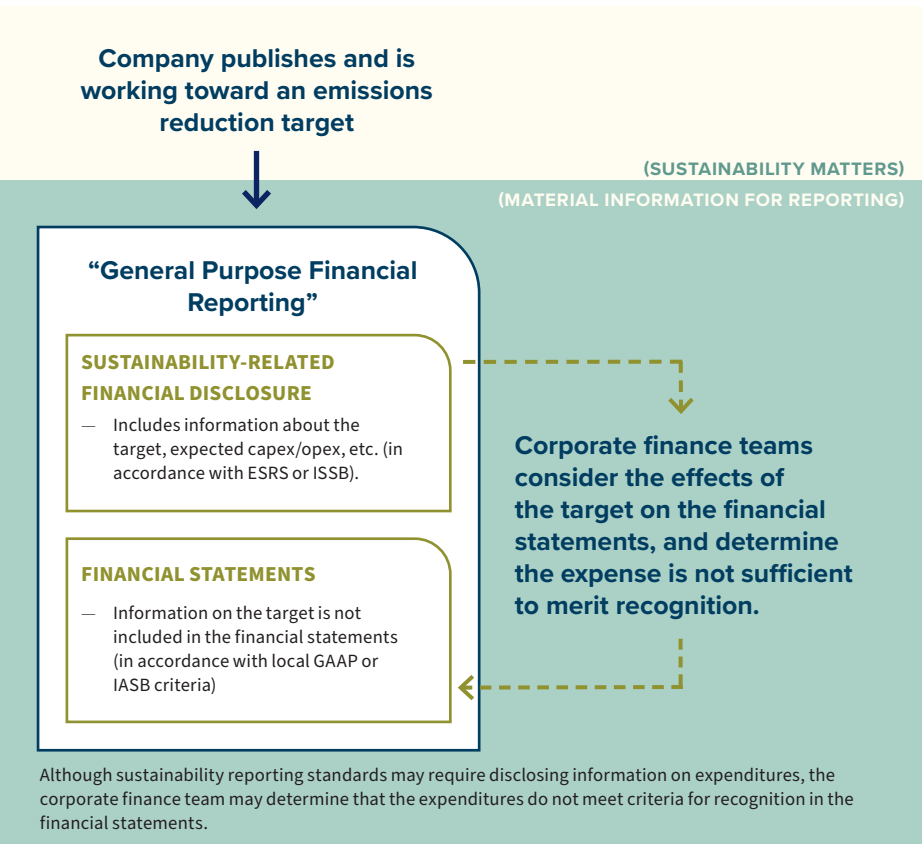 Company publishes and is
working toward an emissions
reduction target
(SUSTAINABILITY MATTERS)
(MATERIAL INFORMATION FOR REPORTING)
“General Purpose Financial
Reporting”
SUSTAINABILITY-RELATED
FINANCIAL DISCLOSURE
— Includes information about the
target, expected capex/opex, etc. (in
accordance with ESRS or ISSB).
Corporate finance teams
consider the effects of
the target on the financial
statements, and determine
the expense is not sufficient
to merit recognition.
FINANCIAL STATEMENTS
— Information on the target is not
included in the financial statements
(in accordance with local GAAP or
IASB criteria)
Although sustainability reporting standards may require disclosing information on expenditures, the
corporate finance team may determine that the expenditures do not meet criteria for recognition in the
financial statements.